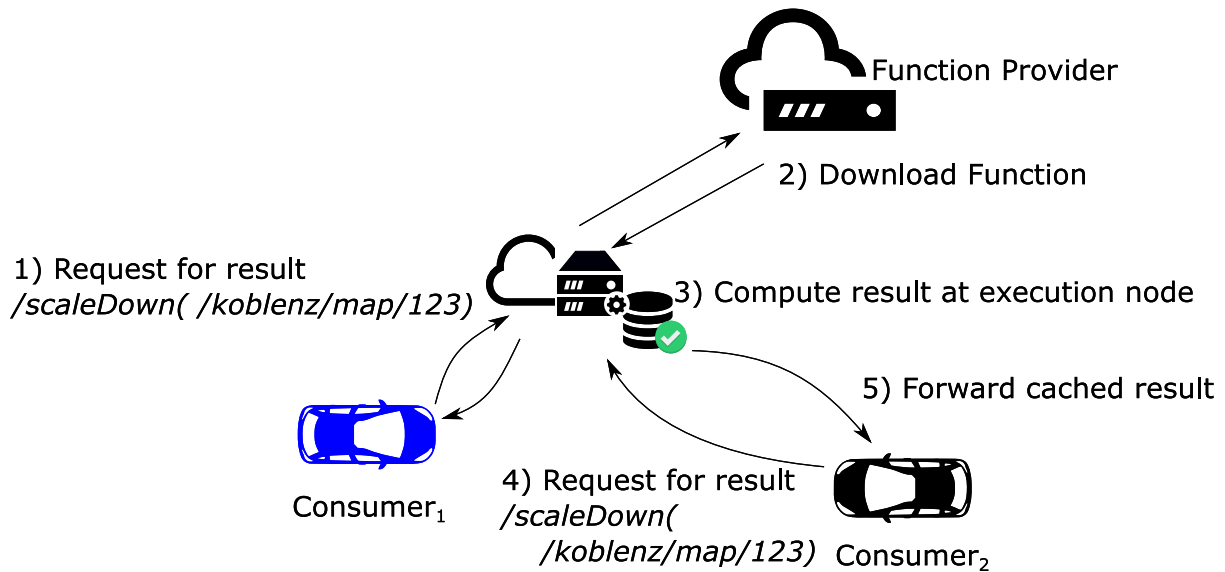 Function Provider
2) Download Function
1) Request for result
/scaleDown( /koblenz/map/123)
3) Compute result at execution node
5) Forward cached result
4) Request for result
/scaleDown(
/koblenz/map/123)
Consumer₁
Consumer₂